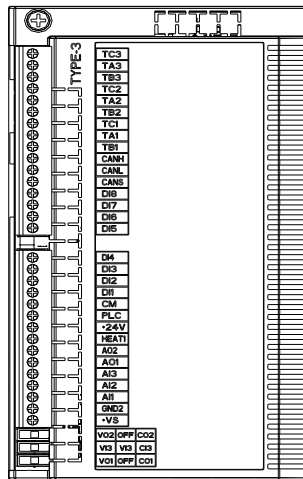 TYPE-3
TC3
TA3
TB3
TC2
TA2
TB2
TC1
TA1
TB1
CANH
CANL
CANS
DI8
DI7
DI6
DI5
DI4
DI3
DI2
DI1
CM
PLC
+24V
HEAT1
AO2
AO1
AI3
AI2
AI1
GND2
+VS
VO2 OFF CO2
VI3 VI3 CI3
VO1 OFF CO1